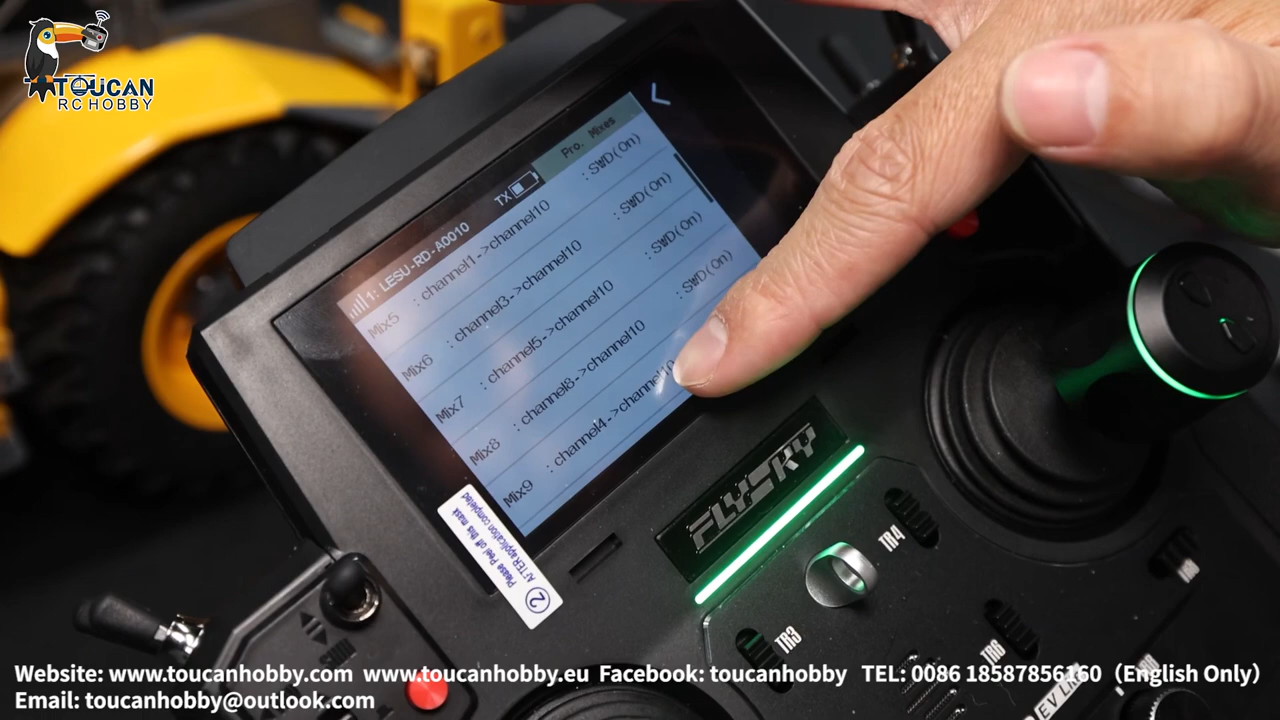 TOUCAN
RC HOBBY
1: LESU-RD-A0010
TX
Pro. Mixes
Mix5 : channel1->channel10 : SWD(On)
Mix6 : channel3->channel10 : SWD(On)
Mix7 : channel5->channel10 : SWD(On)
Mix8 : channel8->channel10 : SWD(On)
Mix9 : channel4->channel10
Please Peel off this mask
AFTER application completed
2
FLYSKY
TR4
TR3
TR6
Website: www.toucanhobby.com www.toucanhobby.eu Facebook: toucanhobby TEL: 0086 18587856160（English Only）
Email: toucanhobby@outlook.com